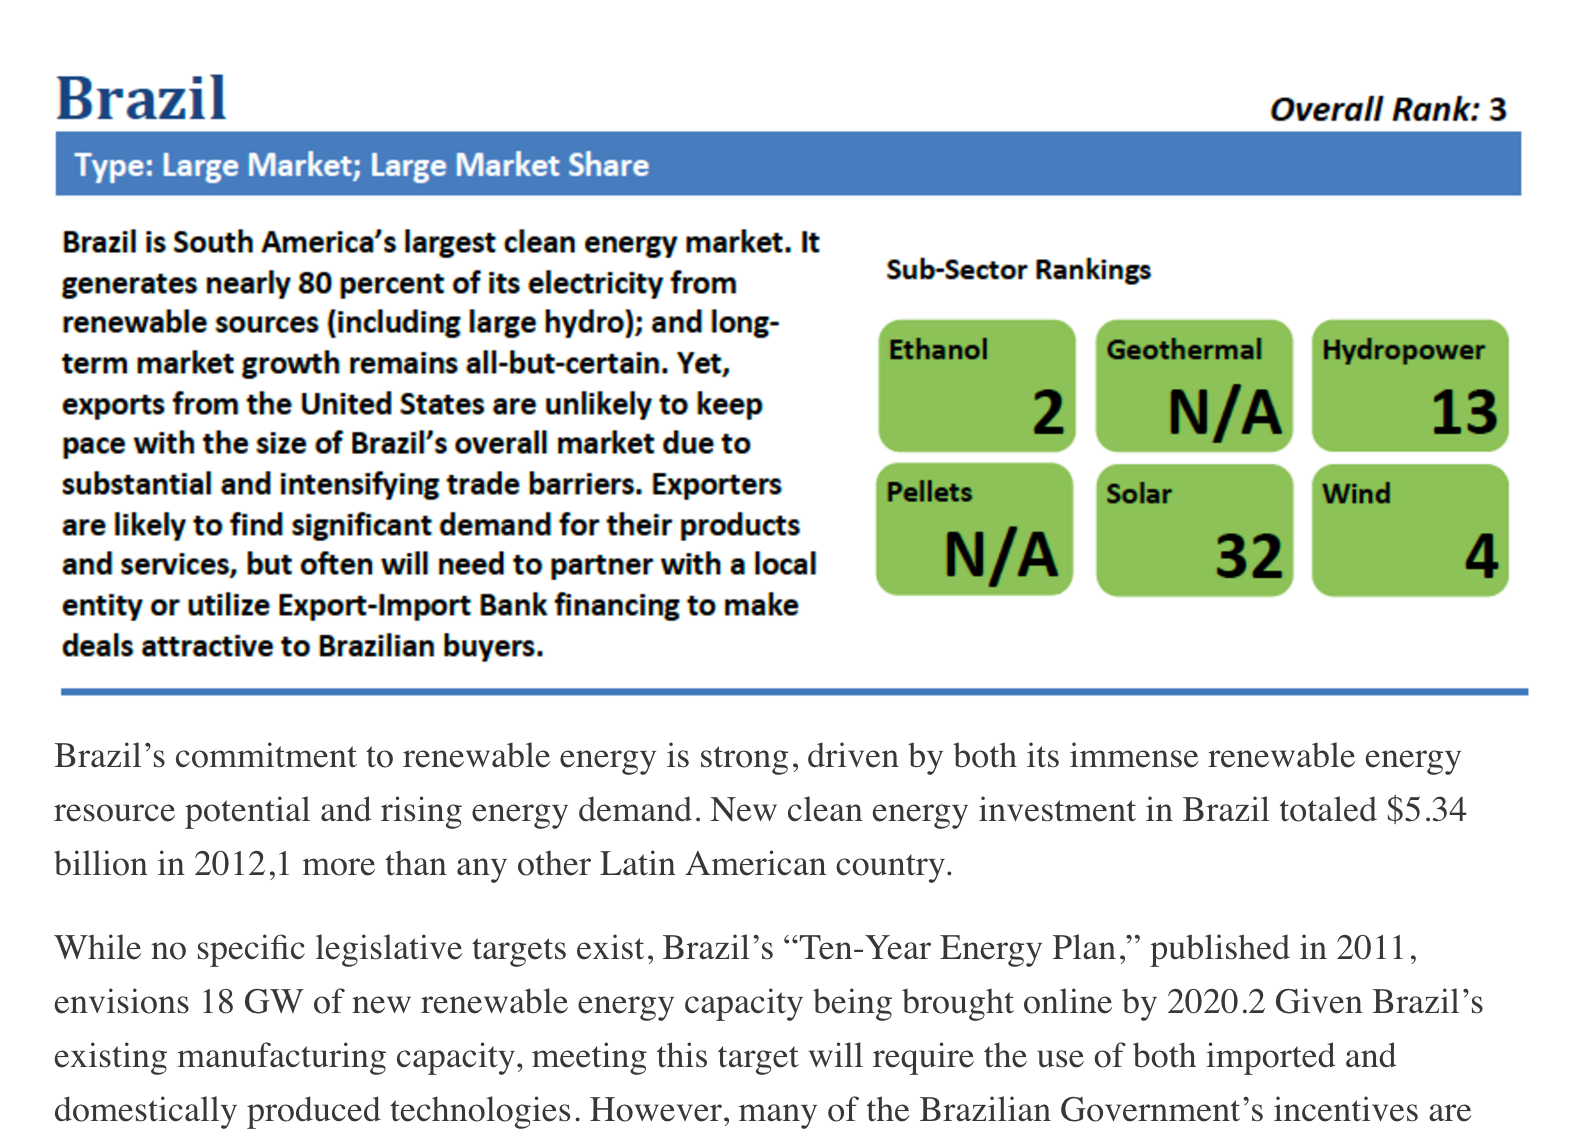 Brazil
Overall Rank: 3
Type: Large Market; Large Market Share
Brazil is South America’s largest clean energy market. It
generates nearly 80 percent of its electricity from
renewable sources (including large hydro); and long-
term market growth remains all-but-certain. Yet,
exports from the United States are unlikely to keep
pace with the size of Brazil’s overall market due to
substantial and intensifying trade barriers. Exporters
are likely to find significant demand for their products
and services, but often will need to partner with a local
entity or utilize Export-Import Bank financing to make
deals attractive to Brazilian buyers.
Sub-Sector Rankings
Ethanol
2
Geothermal
N/A
Hydropower
13
Pellets
N/A
Solar
32
Wind
4
Brazil’s commitment to renewable energy is strong, driven by both its immense renewable energy
resource potential and rising energy demand. New clean energy investment in Brazil totaled $5.34
billion in 2012,1 more than any other Latin American country.
While no specific legislative targets exist, Brazil’s “Ten-Year Energy Plan,” published in 2011,
envisions 18 GW of new renewable energy capacity being brought online by 2020.2 Given Brazil’s
existing manufacturing capacity, meeting this target will require the use of both imported and
domestically produced technologies. However, many of the Brazilian Government’s incentives are